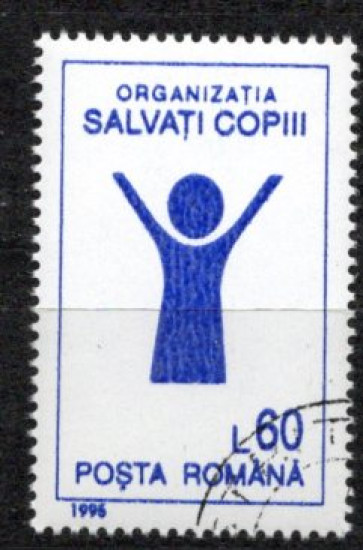 ORGANIZAȚIA
SALVAȚI COPIII
L60
POȘTA ROMÂNĂ
1995